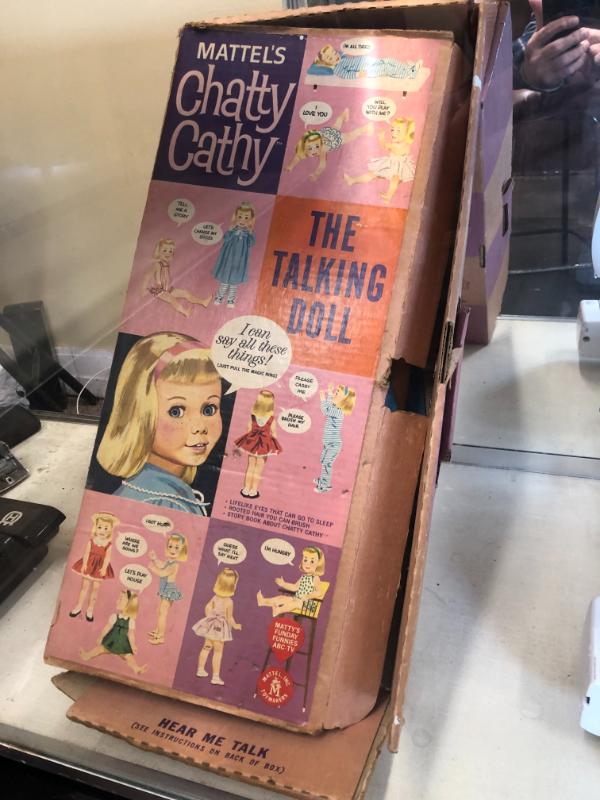 MATTEL'S
Chatty
Cathy™
I'M ALL TIRED
I
LOVE YOU
WILL
YOU PLAY
WITH ME?
TELL
ME A
STORY
LET'S
CHANGE MY
DRESS
THE
TALKING
DOLL
I can
say all these
things!
(JUST PULL THE MAGIC RING)
PLEASE
CARRY
ME
PLEASE
BRUSH MY
HAIR
• LIFELIKE EYES THAT CAN GO TO SLEEP
• ROOTED HAIR YOU CAN BRUSH
• STORY BOOK ABOUT CHATTY CATHY™
I HURT MYSELF
WHERE
ARE WE
GOING?
LET'S PLAY
HOUSE
GUESS
WHAT I'LL
SAY NEXT
I'M HUNGRY
MATTY'S
FUNDAY
FUNNIES
ABC-TV
MATTEL, INC.
M
TOYMAKERS
HEAR ME TALK
(SEE INSTRUCTIONS ON BACK OF BOX)